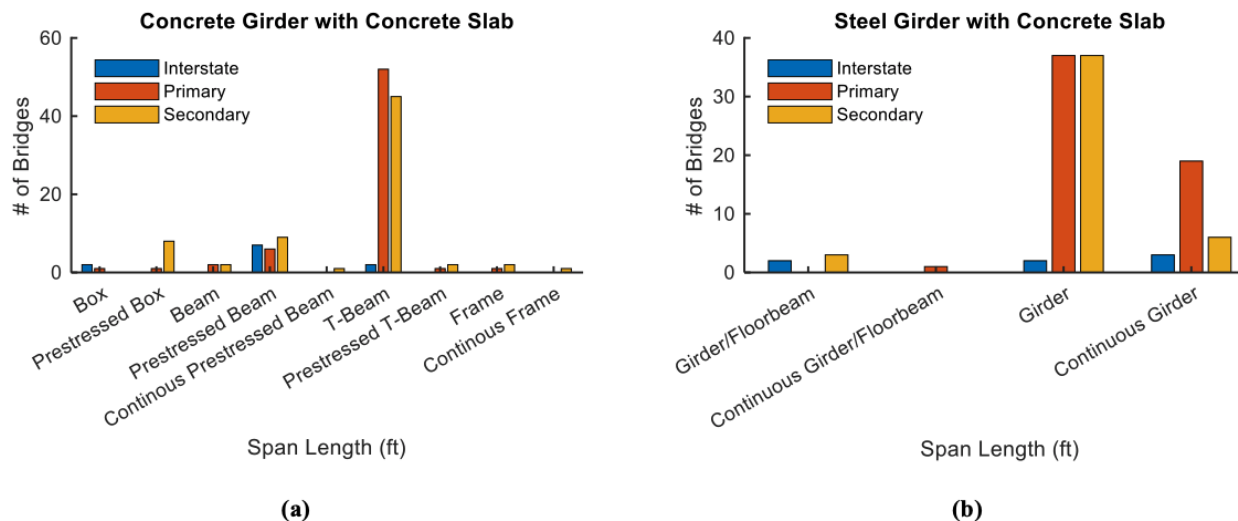 Concrete Girder with Concrete Slab
60
40
20
0
# of Bridges
Interstate
Primary
Secondary
Box
Prestressed Box
Beam
Prestressed Beam
Continous Prestressed Beam
T-Beam
Prestressed T-Beam
Frame
Continous Frame
Span Length (ft)
(a)
Steel Girder with Concrete Slab
40
30
20
10
0
# of Bridges
Interstate
Primary
Secondary
Girder/Floorbeam
Continuous Girder/Floorbeam
Girder
Continuous Girder
Span Length (ft)
(b)